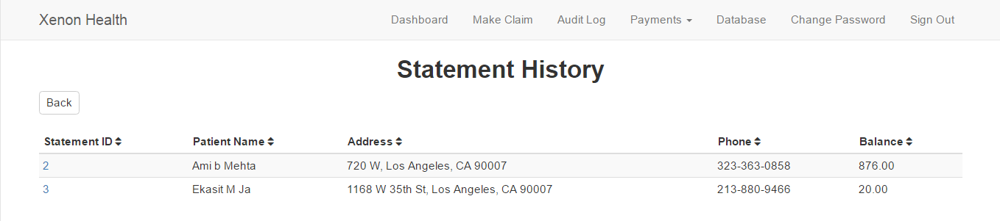 Xenon Health Dashboard Make Claim Audit Log Payments Database Change Password Sign Out
Statement History
Back
Statement ID Patient Name Address Phone Balance
2 Ami b Mehta 720 W, Los Angeles, CA 90007 323-363-0858 876.00
3 Ekasit M Ja 1168 W 35th St, Los Angeles, CA 90007 213-880-9466 20.00